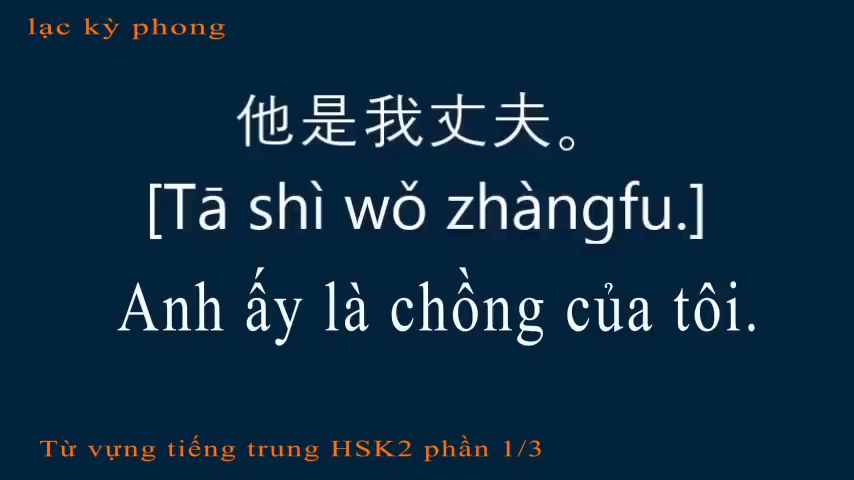 lạc kỳ phong
他是我丈夫。
[Tā shì wǒ zhàngfu.]
Anh ấy là chồng của tôi.
Từ vựng tiếng trung HSK2 phần 1/3